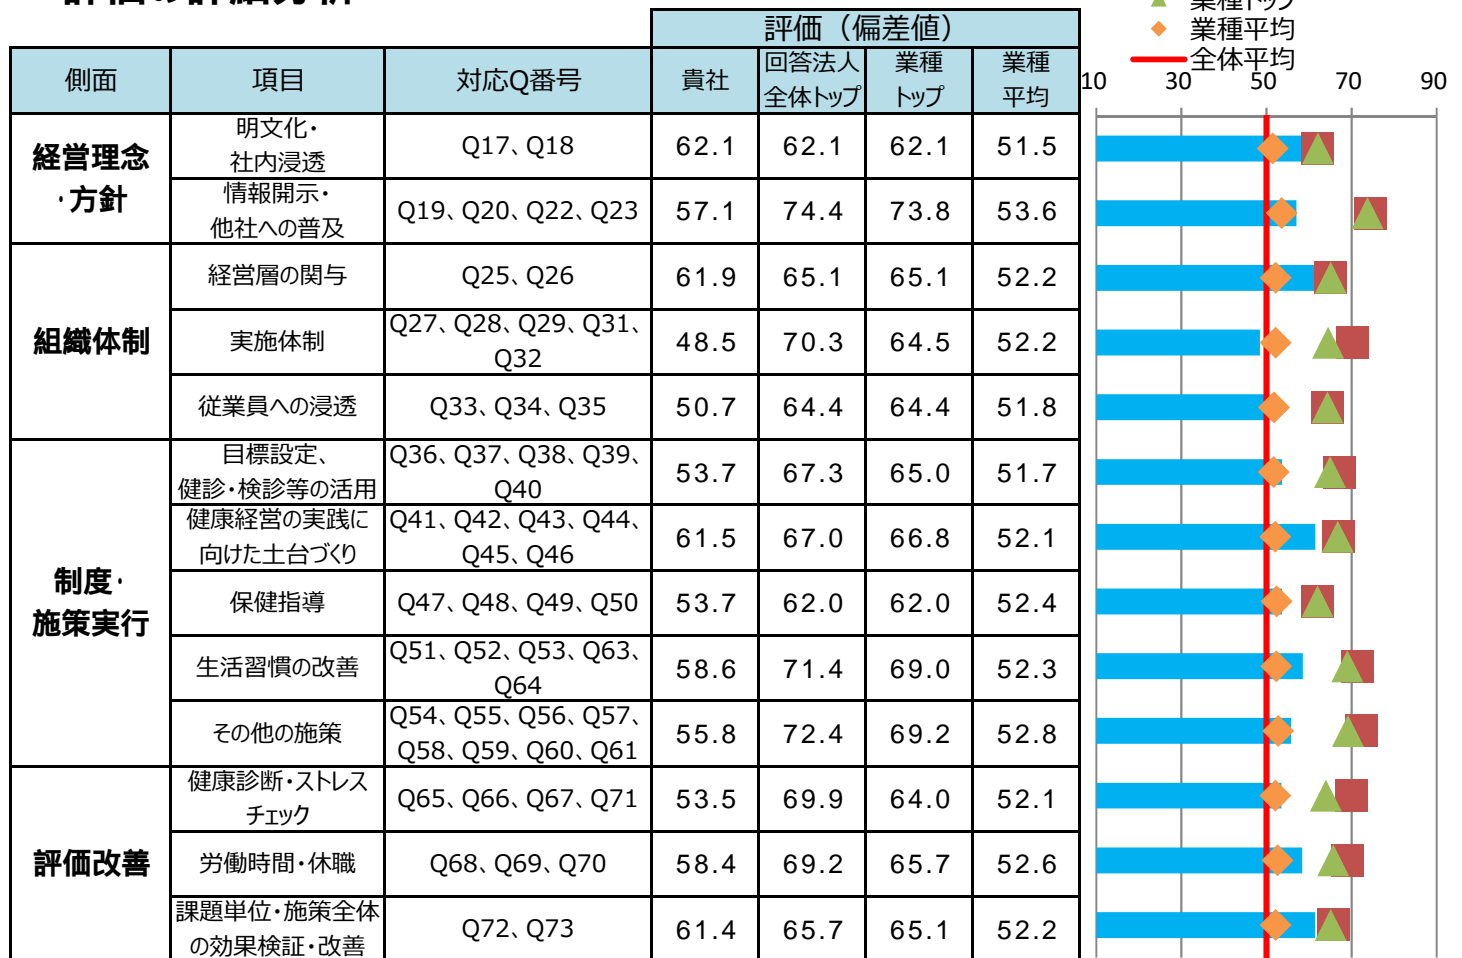 評価の詳細分析
業種トップ
業種平均
全体平均
評価（偏差値）
側面 項目 対応Q番号 貴社 回答法人全体トップ 業種トップ 業種平均
10 30 50 70 90
経営理念・方針
明文化・社内浸透 Q17、Q18 62.1 62.1 62.1 51.5
情報開示・他社への普及 Q19、Q20、Q22、Q23 57.1 74.4 73.8 53.6
組織体制
経営層の関与 Q25、Q26 61.9 65.1 65.1 52.2
実施体制 Q27、Q28、Q29、Q31、Q32 48.5 70.3 64.5 52.2
従業員への浸透 Q33、Q34、Q35 50.7 64.4 64.4 51.8
制度・施策実行
目標設定、健診・検診等の活用 Q36、Q37、Q38、Q39、Q40 53.7 67.3 65.0 51.7
健康経営の実践に向けた土台づくり Q41、Q42、Q43、Q44、Q45、Q46 61.5 67.0 66.8 52.1
保健指導 Q47、Q48、Q49、Q50 53.7 62.0 62.0 52.4
生活習慣の改善 Q51、Q52、Q53、Q63、Q64 58.6 71.4 69.0 52.3
その他の施策 Q54、Q55、Q56、Q57、Q58、Q59、Q60、Q61 55.8 72.4 69.2 52.8
評価改善
健康診断・ストレスチェック Q65、Q66、Q67、Q71 53.5 69.9 64.0 52.1
労働時間・休職 Q68、Q69、Q70 58.4 69.2 65.7 52.6
課題単位・施策全体の効果検証・改善 Q72、Q73 61.4 65.7 65.1 52.2